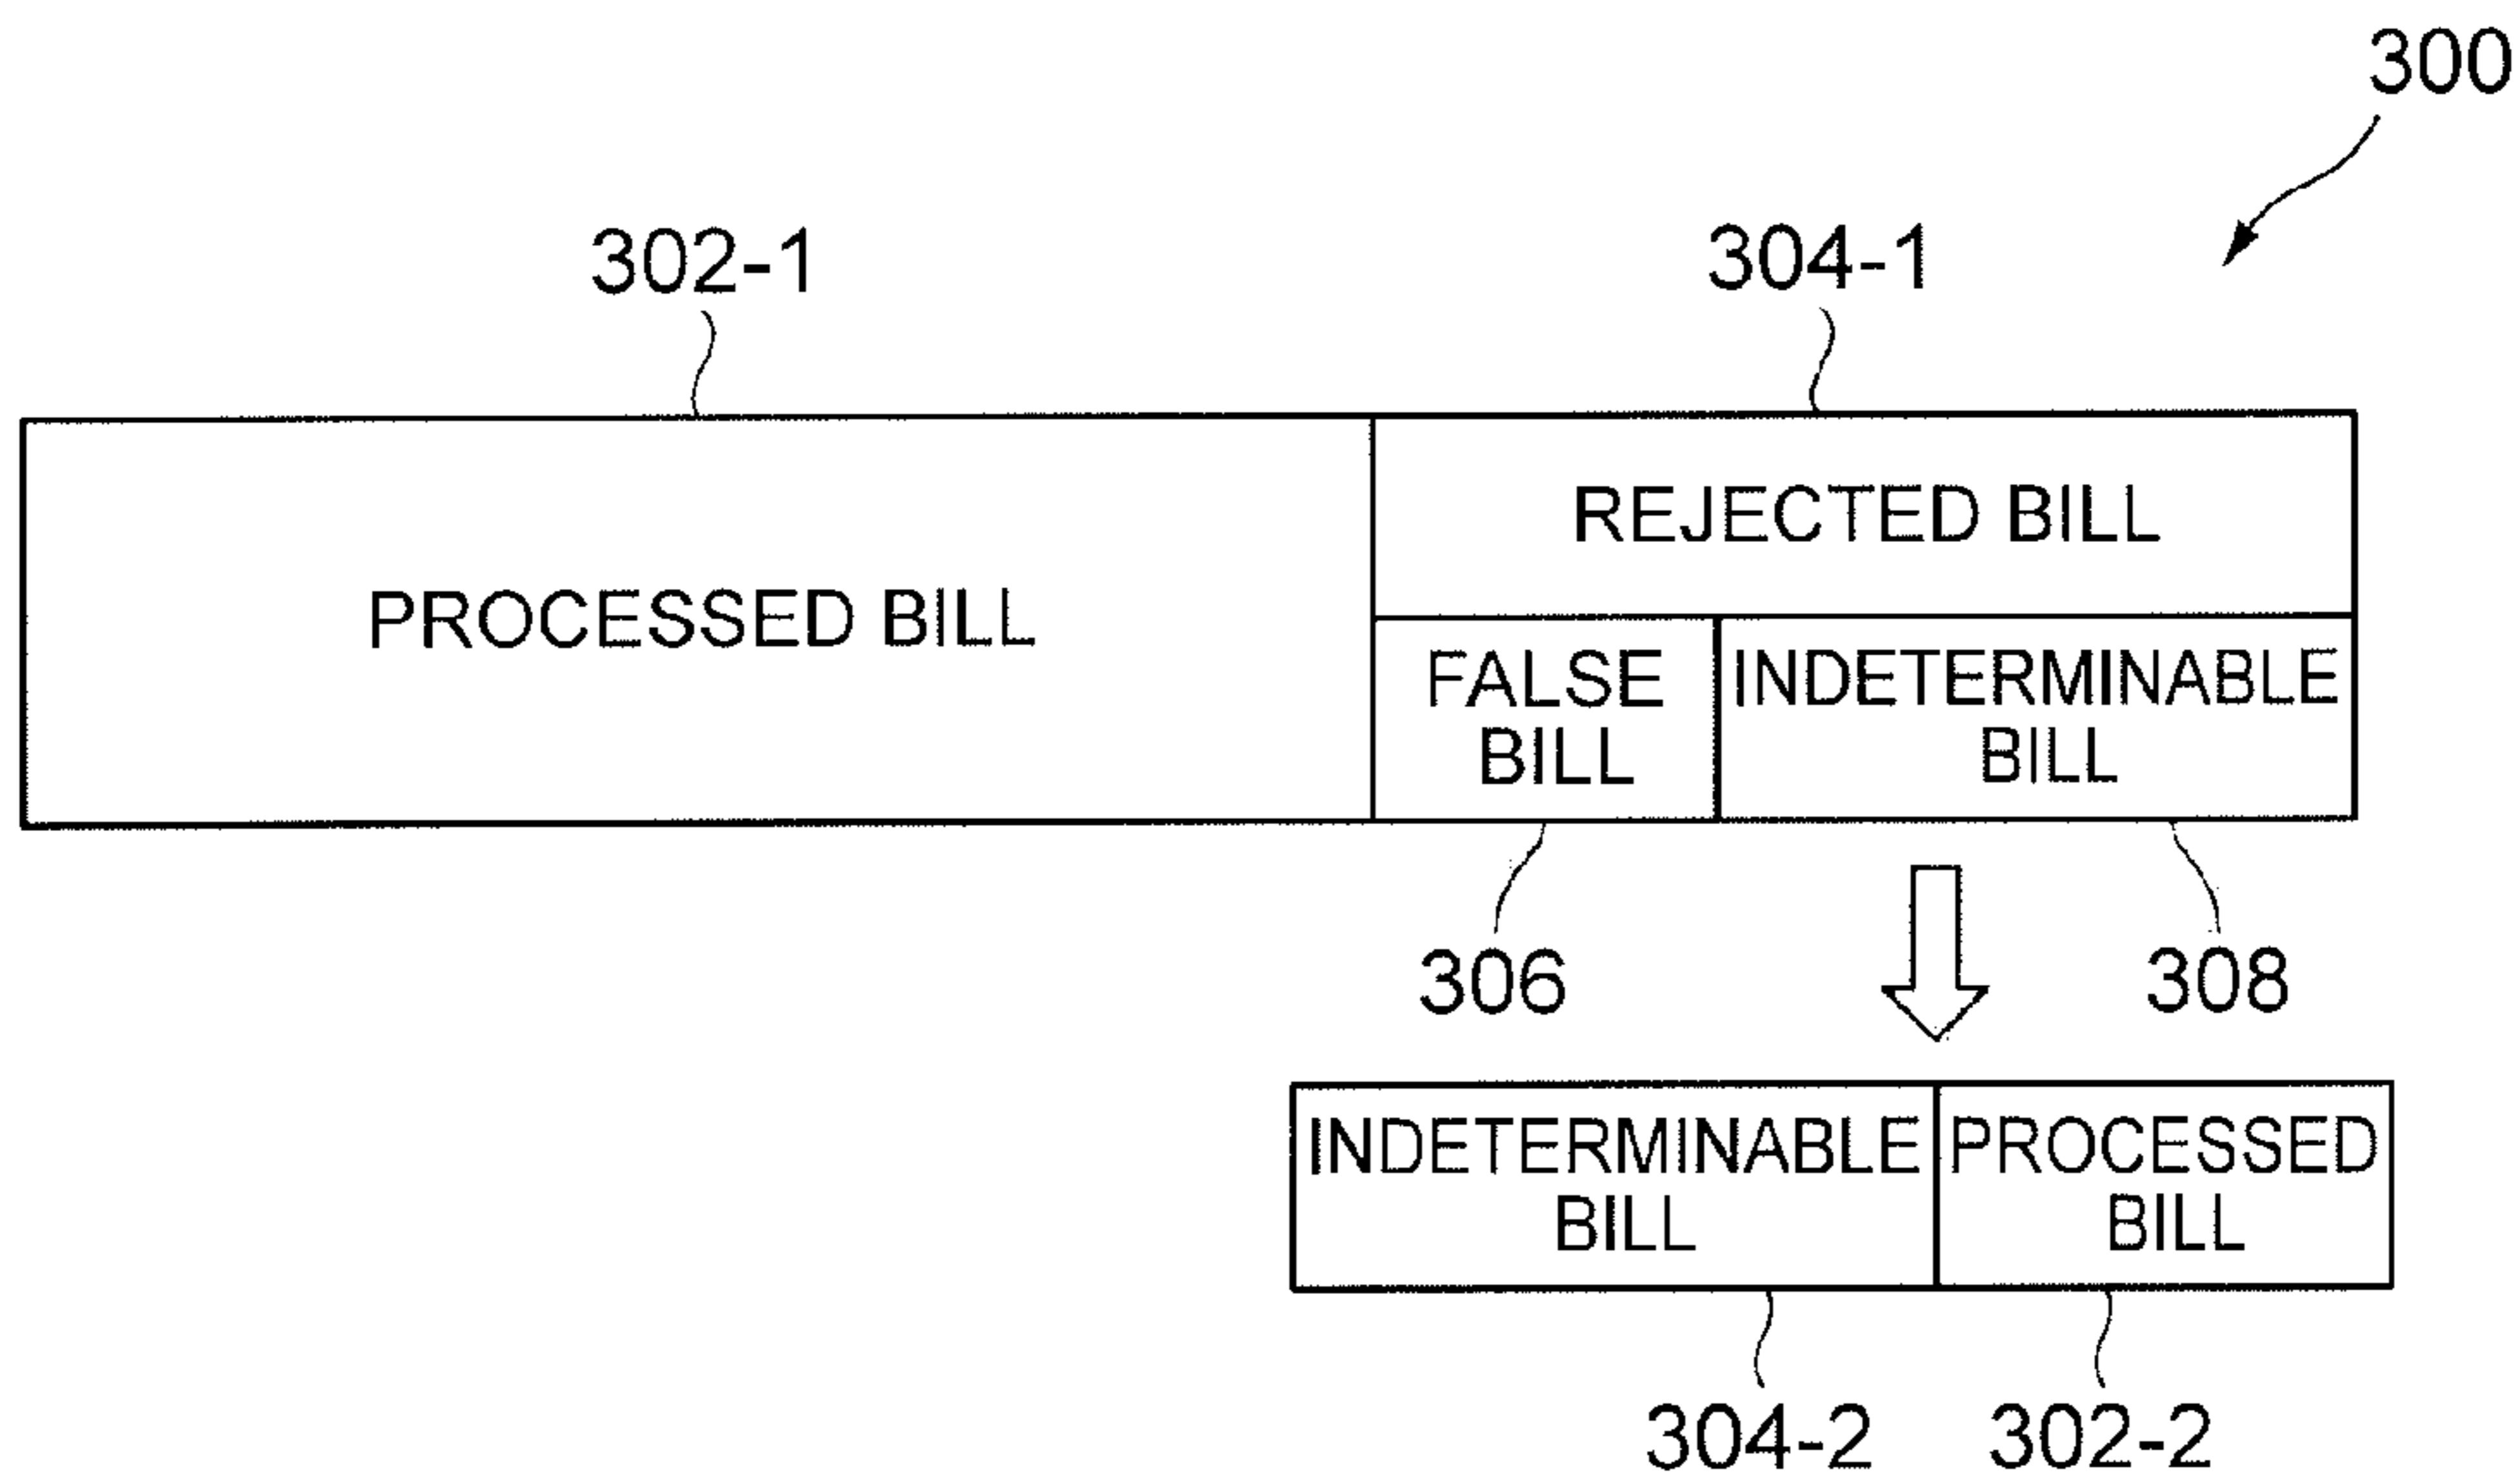 300
302-1
304-1
PROCESSED BILL
REJECTED BILL
FALSE
BILL
INDETERMINABLE
BILL
306
308
INDETERMINABLE
BILL
PROCESSED
BILL
304-2
302-2